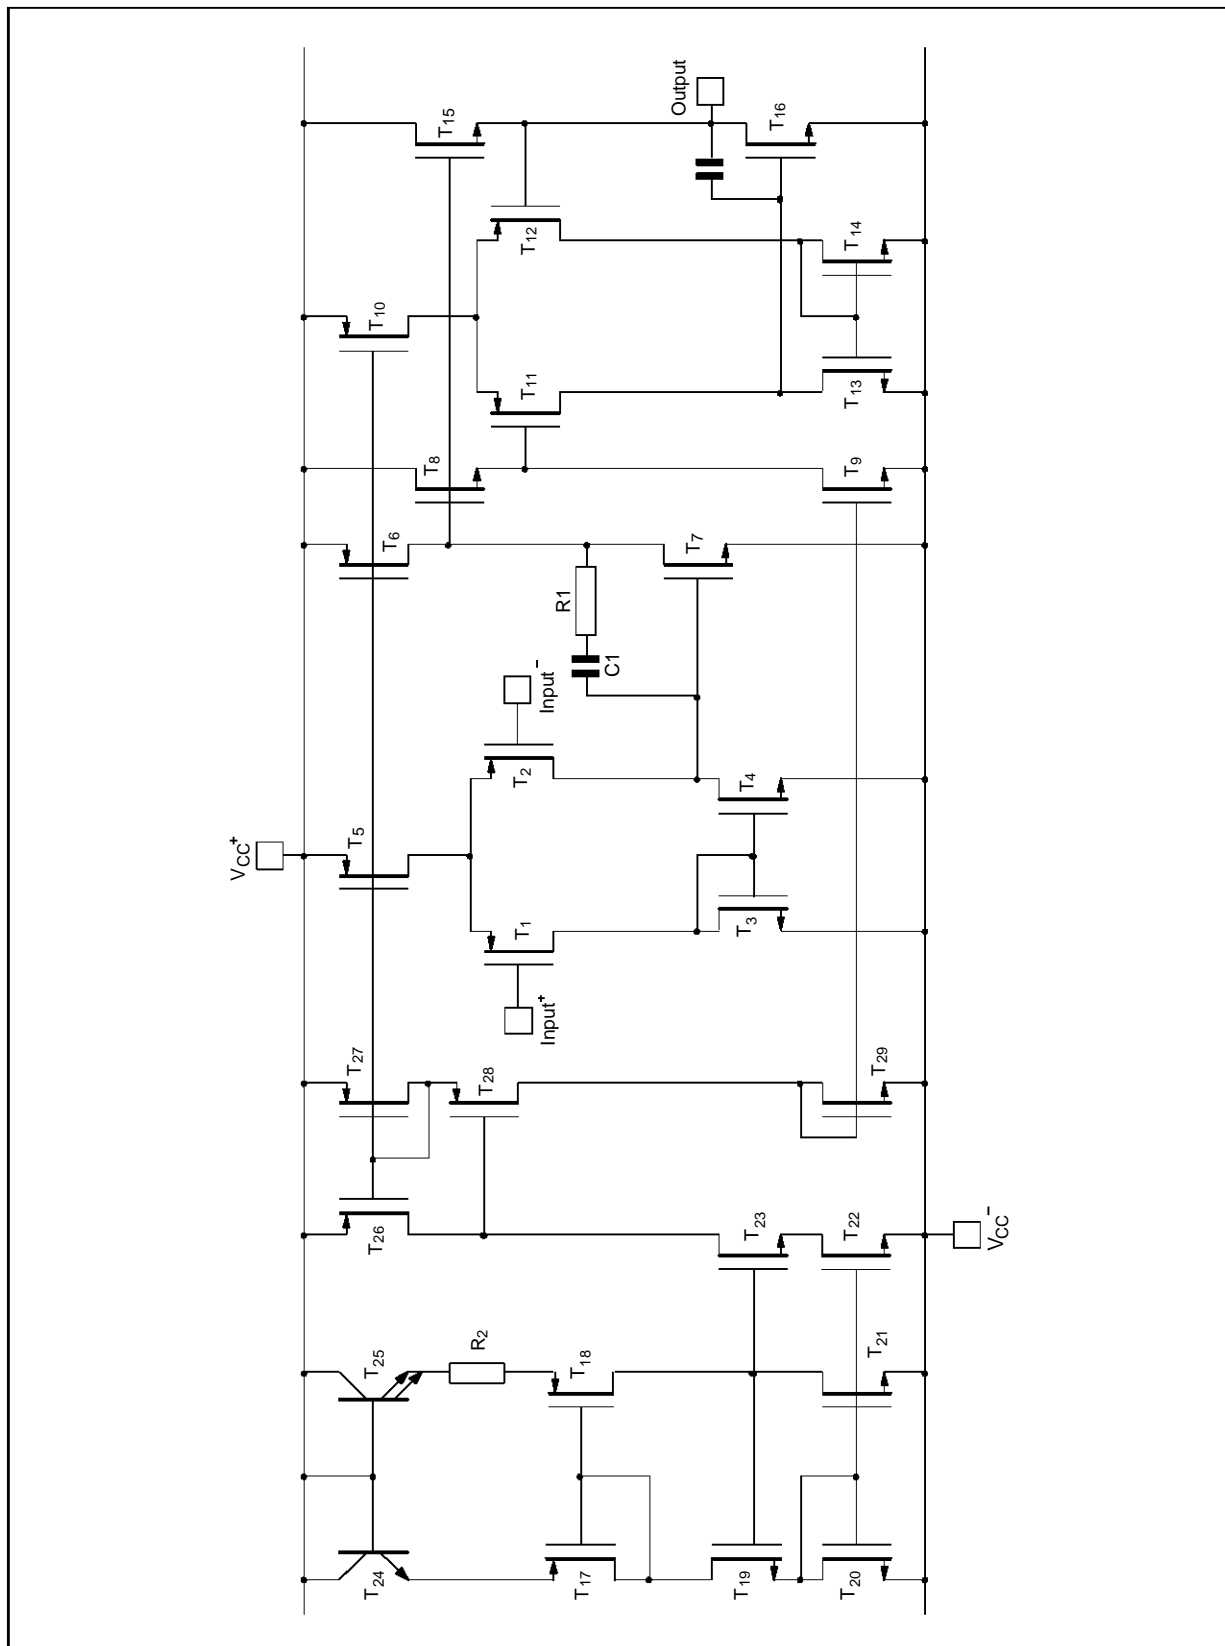 T15
Output
T16
T12
T14
T10
T11
T13
T8
T9
T6
T7
R1
C1
Input-
T2
T4
VCC+
T5
T1
T3
Input+
T27
T28
T29
T26
T23
T22
VCC-
T25
R2
T18
T21
T24
T17
T19
T20